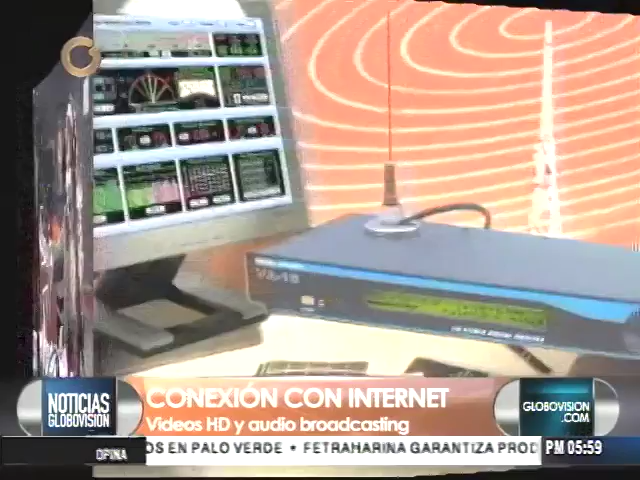 NOTICIAS
GLOBOVISIÓN
CONEXIÓN CON INTERNET
Videos HD y audio broadcasting
GLOBOVISION
.COM
OPINA
OS EN PALO VERDE • FETRAHARINA GARANTIZA PROD
PM 05:59